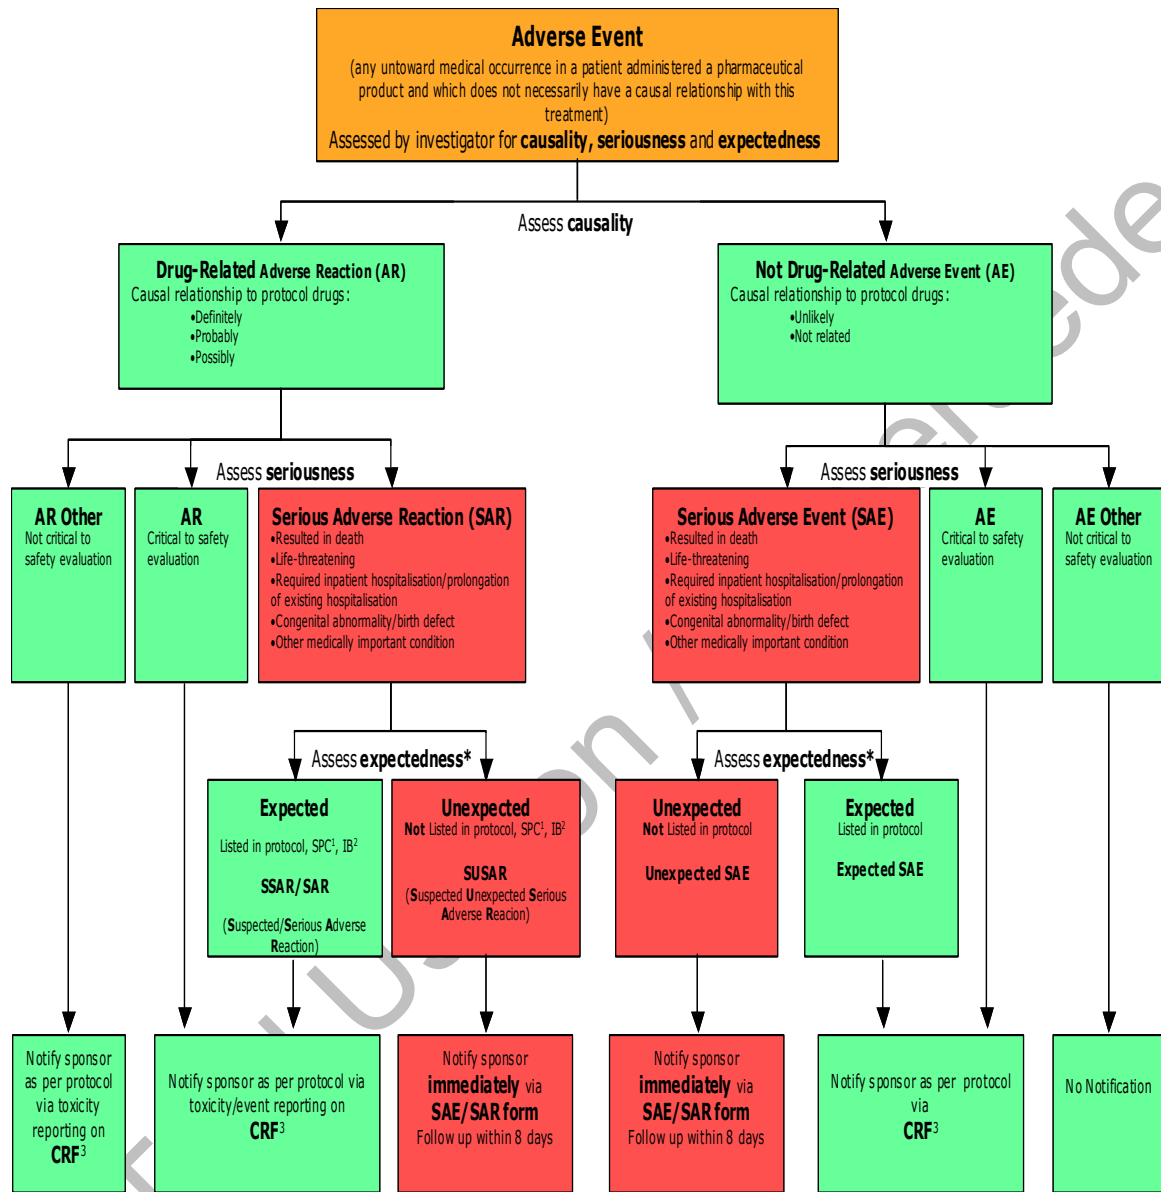 Adverse Event
(any untoward medical occurrence in a patient administered a pharmaceutical
product and which does not necessarily have a causal relationship with this
treatment)
Assessed by investigator for causality, seriousness and expectedness
Assess causality
Drug-Related Adverse Reaction (AR)
Causal relationship to protocol drugs:
•Definitely
•Probably
•Possibly
Not Drug-Related Adverse Event (AE)
Causal relationship to protocol drugs:
•Unlikely
•Not related
Assess seriousness
Assess seriousness
AR Other
Not critical to
safety evaluation
AR
Critical to safety
evaluation
Serious Adverse Reaction (SAR)
•Resulted in death
•Life-threatening
•Required inpatient hospitalisation/prolongation
of existing hospitalisation
•Congenital abnormality/birth defect
•Other medically important condition
Serious Adverse Event (SAE)
•Resulted in death
•Life-threatening
•Required inpatient hospitalisation/prolongation
of existing hospitalisation
•Congenital abnormality/birth defect
•Other medically important condition
AE
Critical to safety
evaluation
AE Other
Not critical to
safety evaluation
Assess expectedness*
Assess expectedness*
Expected
Listed in protocol, SPC¹, IB²
SSAR/SAR
(Suspected/Serious Adverse
Reaction)
Unexpected
Not Listed in protocol, SPC¹, IB²
SUSAR
(Suspected Unexpected Serious
Adverse Reacion)
Unexpected
Not Listed in protocol
Unexpected SAE
Expected
Listed in protocol
Expected SAE
Notify sponsor
as per protocol
via toxicity
reporting on
CRF³
Notify sponsor as per protocol via
toxicity/event reporting on
CRF³
Notify sponsor
immediately via
SAE/SAR form
Follow up within 8 days
Notify sponsor
immediately via
SAE/SAR form
Follow up within 8 days
Notify sponsor as per protocol
via
CRF³
No Notification